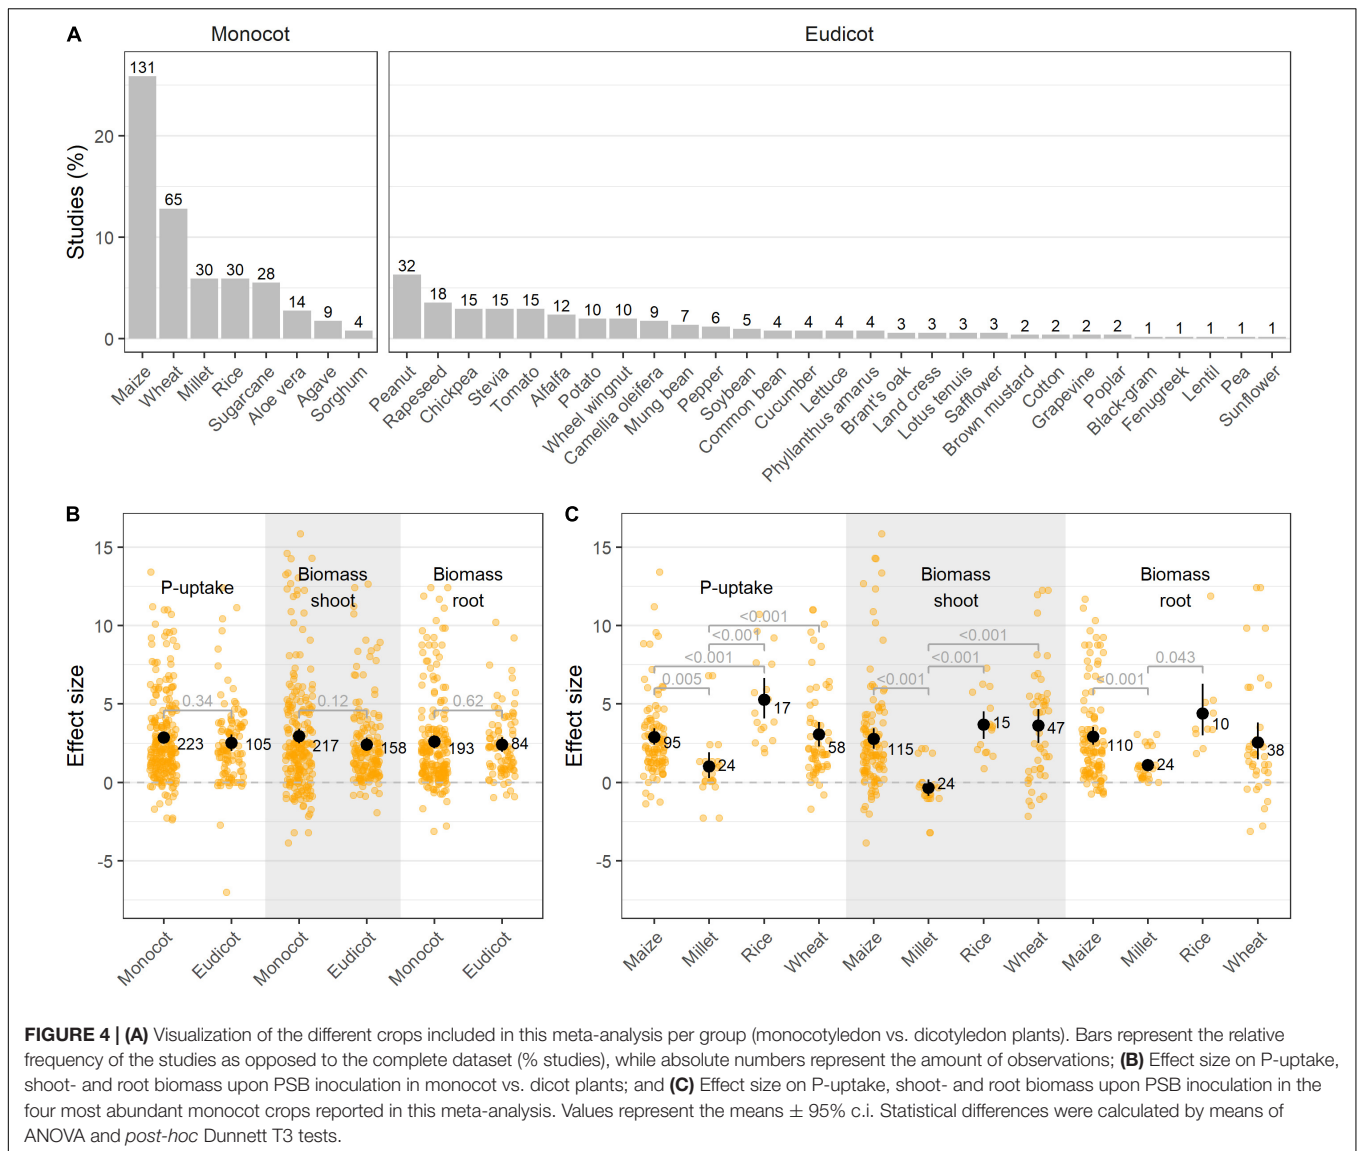 A
Monocot
Eudicot
Studies (%)
20
10
0
131
65
30
30
28
14
9
4
32
18
15
15
15
12
10
10
9
7
6
5
4
4
4
4
3
3
3
3
2
2
2
2
1
1
1
1
1
Maize
Wheat
Millet
Rice
Sugarcane
Aloe vera
Agave
Sorghum
Peanut
Rapeseed
Chickpea
Stevia
Tomato
Alfalfa
Potato
Wheel wingnut
Camellia oleifera
Mung bean
Pepper
Soybean
Common bean
Cucumber
Lettuce
Phyllanthus amarus
Brant's oak
Land cress
Lotus tenuis
Safflower
Brown mustard
Cotton
Grapevine
Poplar
Black-gram
Fenugreek
Lentil
Pea
Sunflower
B
Effect size
15
10
5
0
-5
P-uptake
Biomass
shoot
Biomass
root
0.34
0.12
0.62
223
105
217
158
193
84
Monocot
Eudicot
Monocot
Eudicot
Monocot
Eudicot
C
Effect size
15
10
5
0
-5
P-uptake
Biomass
shoot
Biomass
root
<0.001
<0.001
<0.001
0.005
<0.001
<0.001
<0.001
0.043
<0.001
95
24
17
58
115
24
15
47
110
24
10
38
Maize
Millet
Rice
Wheat
Maize
Millet
Rice
Wheat
Maize
Millet
Rice
Wheat
FIGURE 4 | (A) Visualization of the different crops included in this meta-analysis per group (monocotyledon vs. dicotyledon plants). Bars represent the relative
frequency of the studies as opposed to the complete dataset (% studies), while absolute numbers represent the amount of observations; (B) Effect size on P-uptake,
shoot- and root biomass upon PSB inoculation in monocot vs. dicot plants; and (C) Effect size on P-uptake, shoot- and root biomass upon PSB inoculation in the
four most abundant monocot crops reported in this meta-analysis. Values represent the means ± 95% c.i. Statistical differences were calculated by means of
ANOVA and post-hoc Dunnett T3 tests.